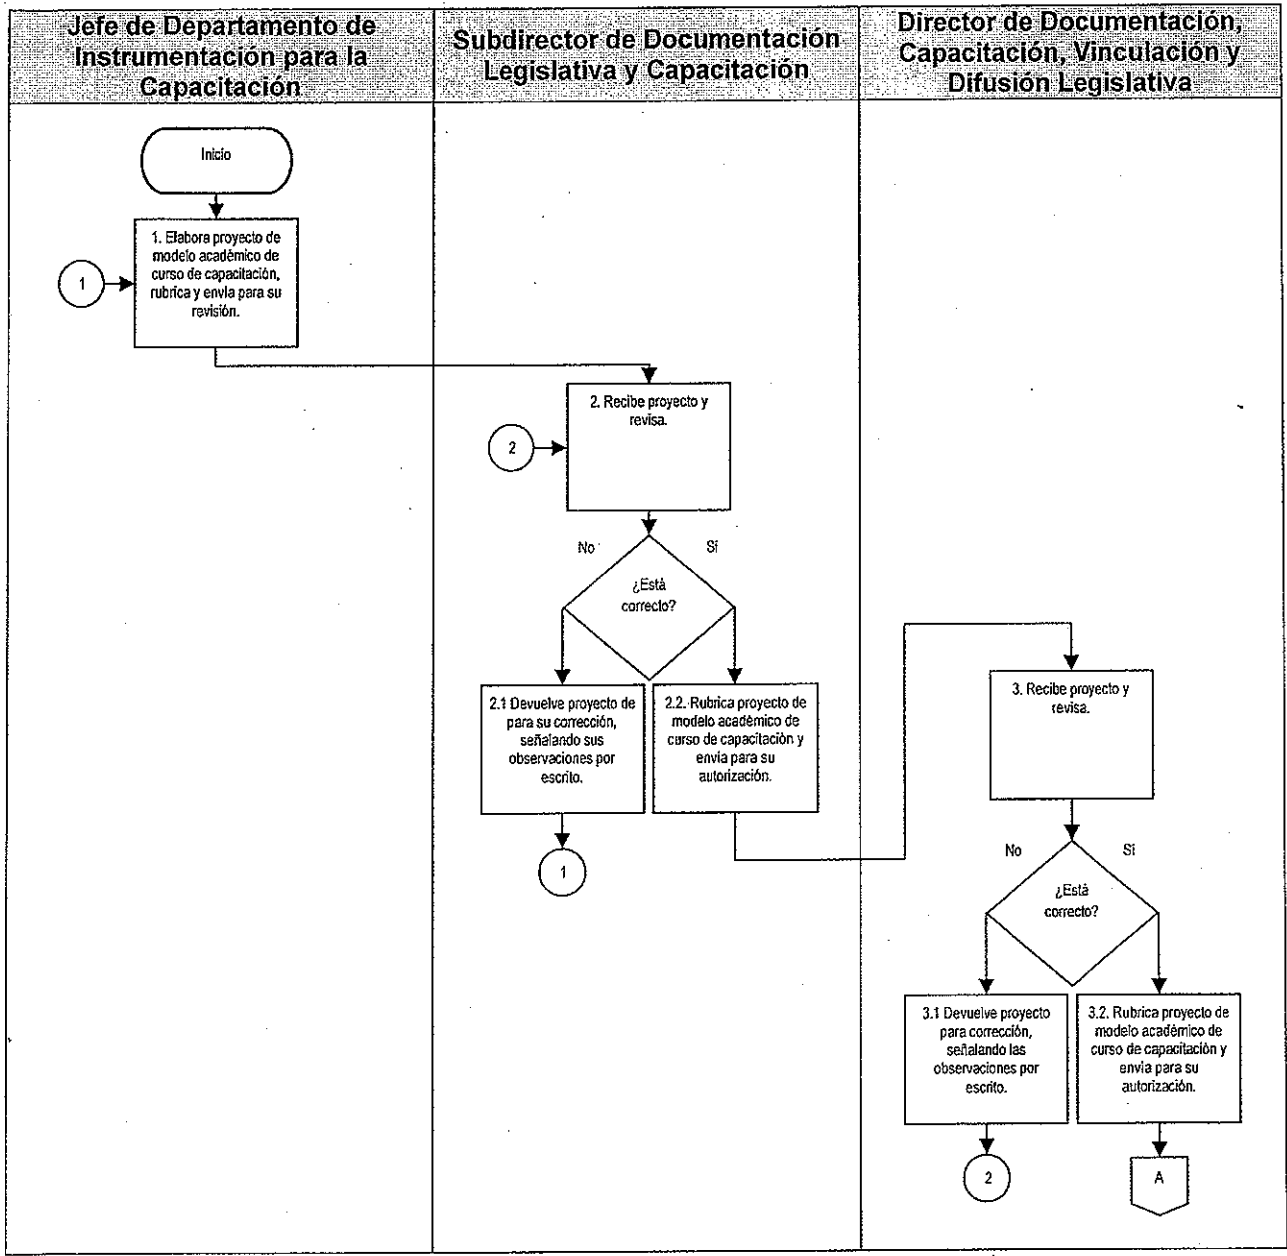 Jefe de Departamento de
Instrumentación para la
Capacitación
Subdirector de Documentación
Legislativa y Capacitación
Director de Documentación,
Capacitación, Vinculación y
Difusión Legislativa
Inicio
1. Elabora proyecto de
modelo académico de
curso de capacitación,
rubrica y envia para su
revisión.
1
2. Recibe proyecto y
revisa.
2
No
Sí
¿Está
correcto?
2.1 Devuelve proyecto de
para su corrección,
señalando sus
observaciones por
escrito.
2.2. Rubrica proyecto de
modelo académico de
curso de capacitación y
envia para su
autorización.
1
3. Recibe proyecto y
revisa.
No
Sí
¿Está
correcto?
3.1 Devuelve proyecto
para corrección,
señalando las
observaciones por
escrito.
3.2. Rubrica proyecto de
modelo académico de
curso de capacitación y
envia para su
autorización.
2
A